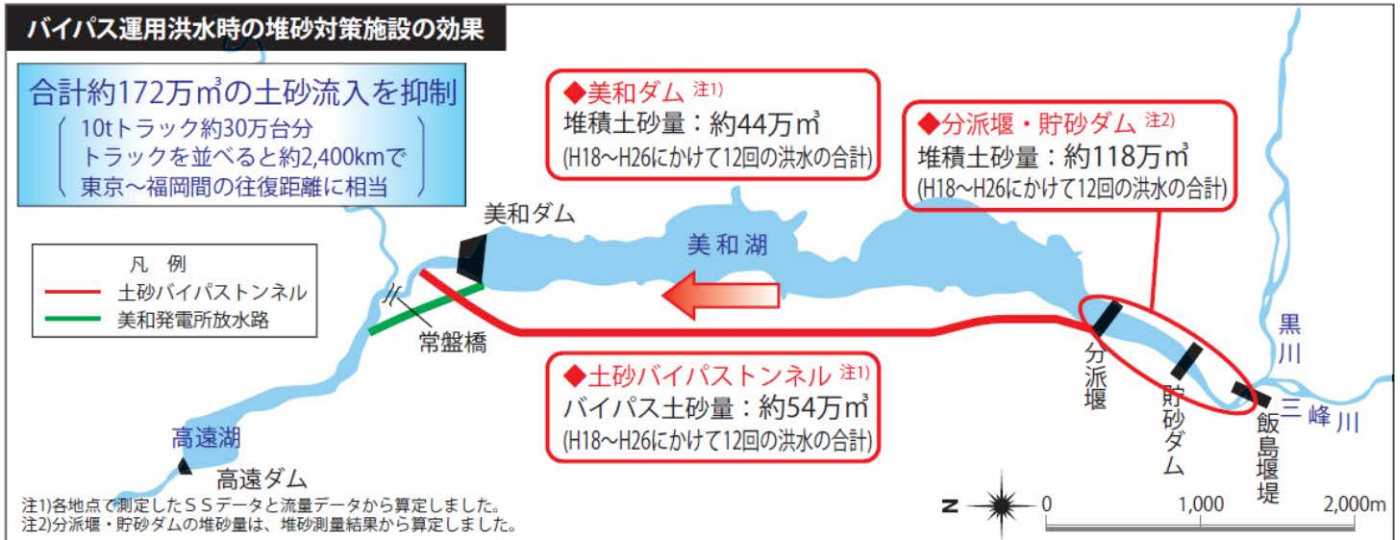 バイパス運用洪水時の堆砂対策施設の効果
合計約172万㎥の土砂流入を抑制
10tトラック約30万台分
トラックを並べると約2,400kmで
東京～福岡間の往復距離に相当
◆美和ダム 注1)
堆積土砂量：約44万㎥
(H18～H26にかけて12回の洪水の合計)
◆分派堰・貯砂ダム 注2)
堆積土砂量：約118万㎥
(H18～H26にかけて12回の洪水の合計)
美和ダム
美和湖
凡 例
土砂バイパストンネル
美和発電所放水路
常盤橋
◆土砂バイパストンネル 注1)
バイパス土砂量：約54万㎥
(H18～H26にかけて12回の洪水の合計)
分派堰
貯砂ダム
飯島堰堤
黒川
三峰川
高遠湖
高遠ダム
注1)各地点で測定したＳＳデータと流量データから算定しました。
注2)分派堰・貯砂ダムの堆砂量は、堆砂測量結果から算定しました。
N
0 1,000 2,000m